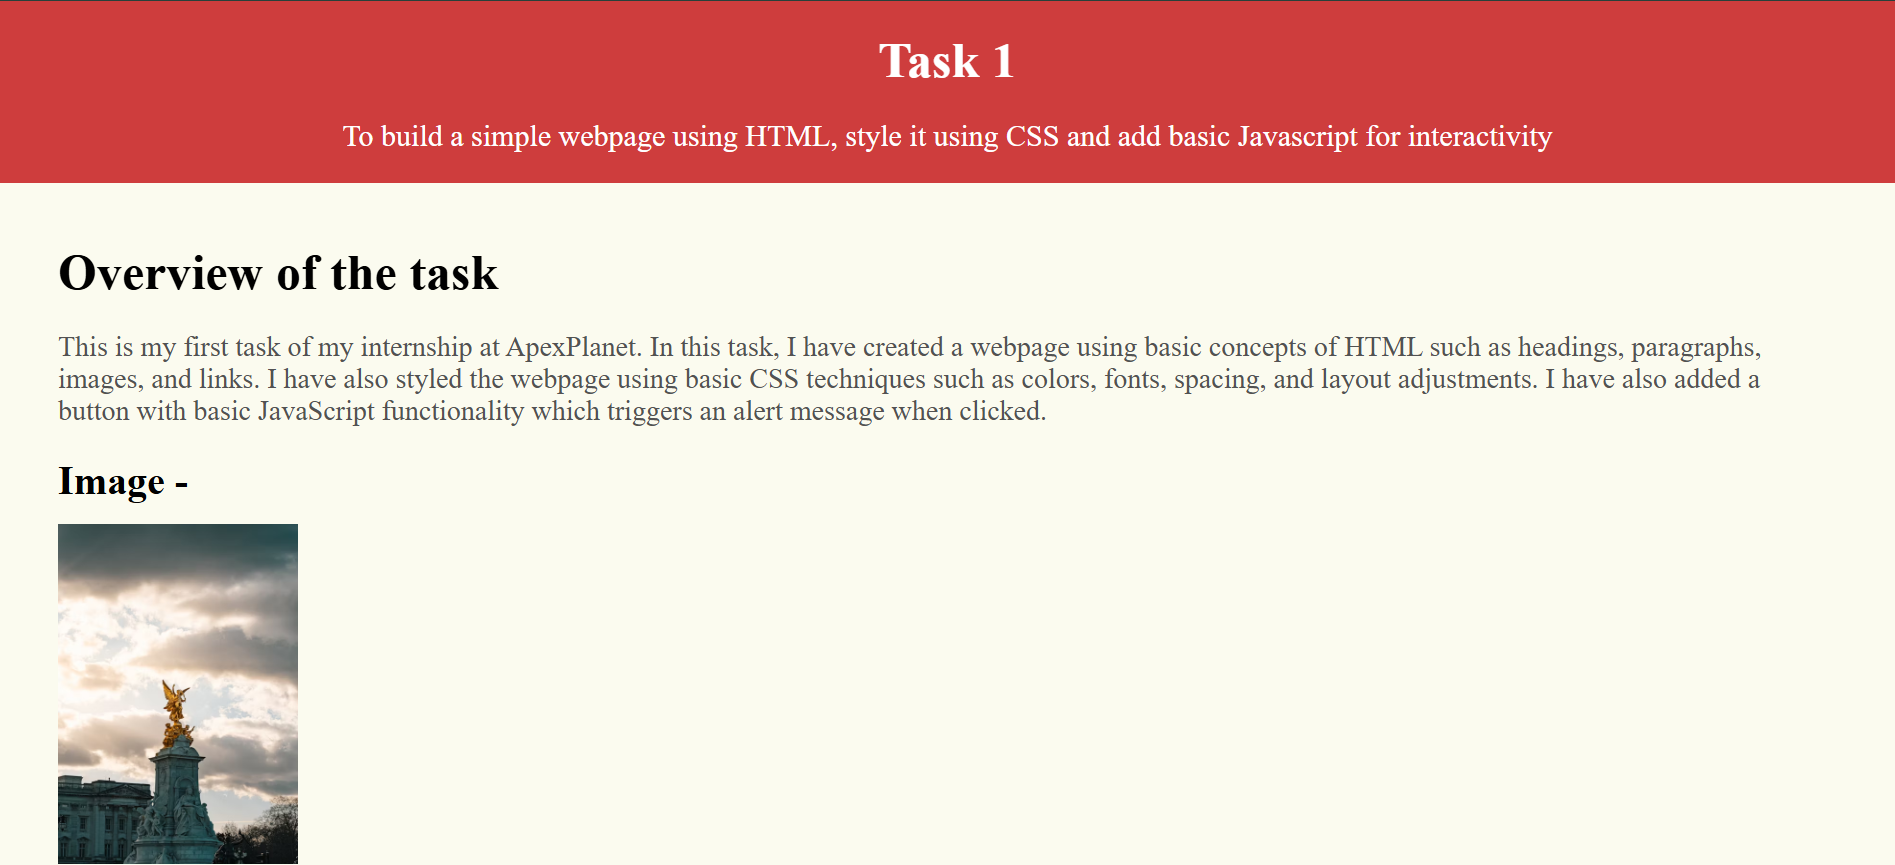 Task 1
To build a simple webpage using HTML, style it using CSS and add basic Javascript for interactivity
Overview of the task
This is my first task of my internship at ApexPlanet. In this task, I have created a webpage using basic concepts of HTML such as headings, paragraphs,
images, and links. I have also styled the webpage using basic CSS techniques such as colors, fonts, spacing, and layout adjustments. I have also added a
button with basic JavaScript functionality which triggers an alert message when clicked.
Image -